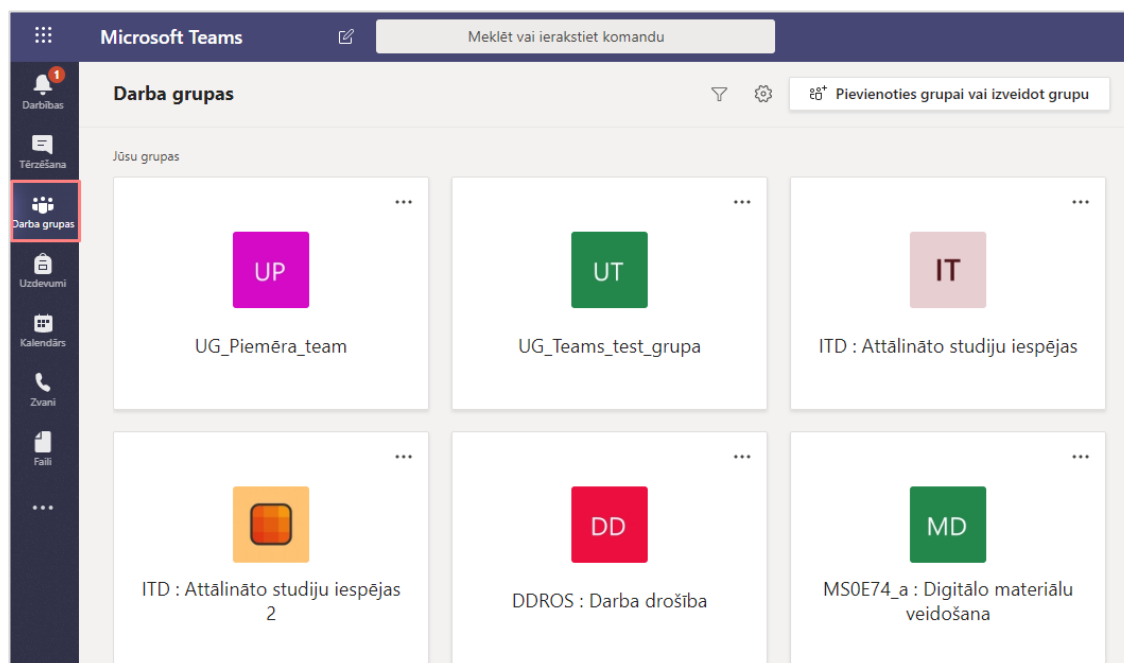 Microsoft Teams
Meklēt vai ierakstiet komandu
1
Darbības
Tērzēšana
Darba grupas
Uzdevumi
Kalendārs
Zvani
Faili
Darba grupas
Pievienoties grupai vai izveidot grupu
Jūsu grupas
UP
UG_Piemēra_team
UT
UG_Teams_test_grupa
IT
ITD : Attālināto studiju iespējas
ITD : Attālināto studiju iespējas
2
DD
DDROS : Darba drošība
MD
MS0E74_a : Digitālo materiālu
veidošana